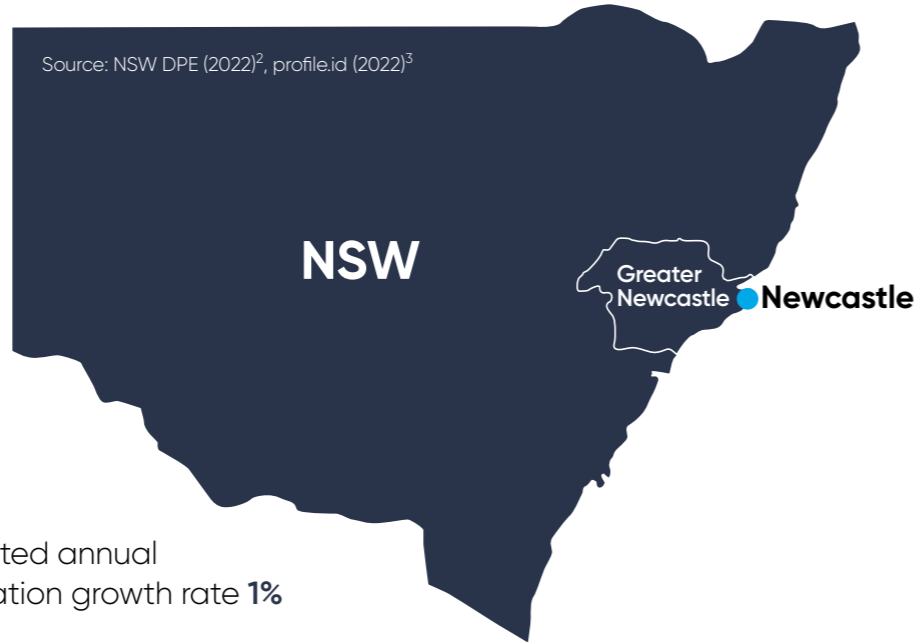 Source: NSW DPE (2022)², profile.id (2022)³
NSW
Greater
Newcastle
Newcastle
ted annual
ation growth rate 1%